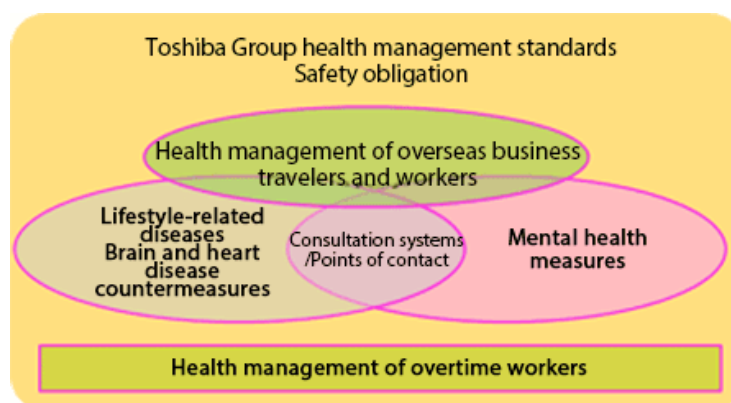 Toshiba Group health management standards
Safety obligation
Health management of overseas business
travelers and workers
Lifestyle-related
diseases
Brain and heart
disease
countermeasures
Consultation systems
/Points of contact
Mental health
measures
Health management of overtime workers